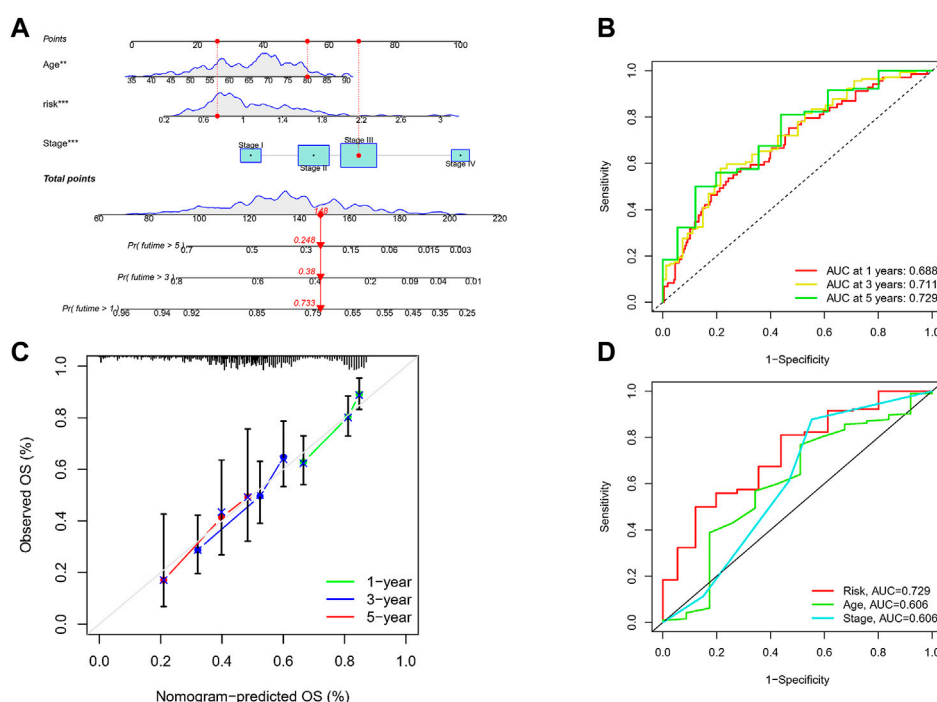 A
Points
0 20 40 60 80 100
Age**
35 40 45 50 55 60 65 70 75 80 85 90
risk***
0.2 0.6 1 1.4 1.8 2.2 2.6 3
Stage***
Stage I
Stage II
Stage III
Stage IV
Total points
60 80 100 120 140 160 180 200 220
148
0.248
Pr( futime > 5 )
0.7 0.5 0.3 0.15 0.06 0.015 0.003
0.38
Pr( futime > 3 )
0.8 0.6 0.4 0.2 0.09 0.04 0.01
0.733
Pr( futime > 1 )
0.96 0.94 0.92 0.85 0.75 0.65 0.55 0.45 0.35 0.25
B
Sensitivity
0.0 0.2 0.4 0.6 0.8 1.0
AUC at 1 years: 0.688
AUC at 3 years: 0.711
AUC at 5 years: 0.729
0.0 0.2 0.4 0.6 0.8 1.0
1-Specificity
C
Observed OS (%)
0.0 0.2 0.4 0.6 0.8 1.0
1-year
3-year
5-year
0.0 0.2 0.4 0.6 0.8 1.0
Nomogram-predicted OS (%)
D
Sensitivity
0.0 0.2 0.4 0.6 0.8 1.0
Risk, AUC=0.729
Age, AUC=0.606
Stage, AUC=0.606
0.0 0.2 0.4 0.6 0.8 1.0
1-Specificity